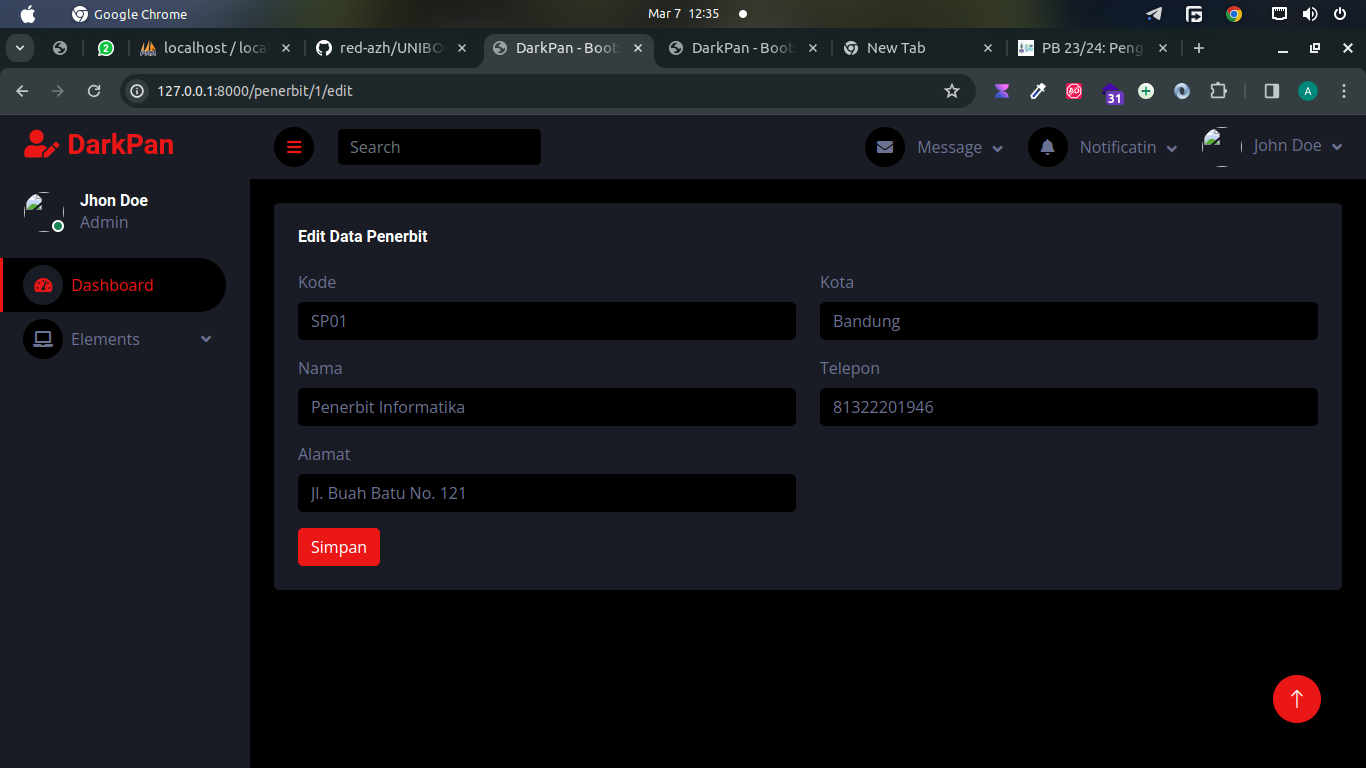 Google Chrome
Mar 7 12:35
2
localhost / loca
red-azh/UNIBO
DarkPan - Boots
DarkPan - Boots
New Tab
PB 23/24: Peng
127.0.0.1:8000/penerbit/1/edit
31
A
DarkPan
Search
Message
Notificatin
John Doe
Jhon Doe
Admin
Dashboard
Elements
Edit Data Penerbit
Kode
Kota
SP01
Bandung
Nama
Telepon
Penerbit Informatika
81322201946
Alamat
Jl. Buah Batu No. 121
Simpan